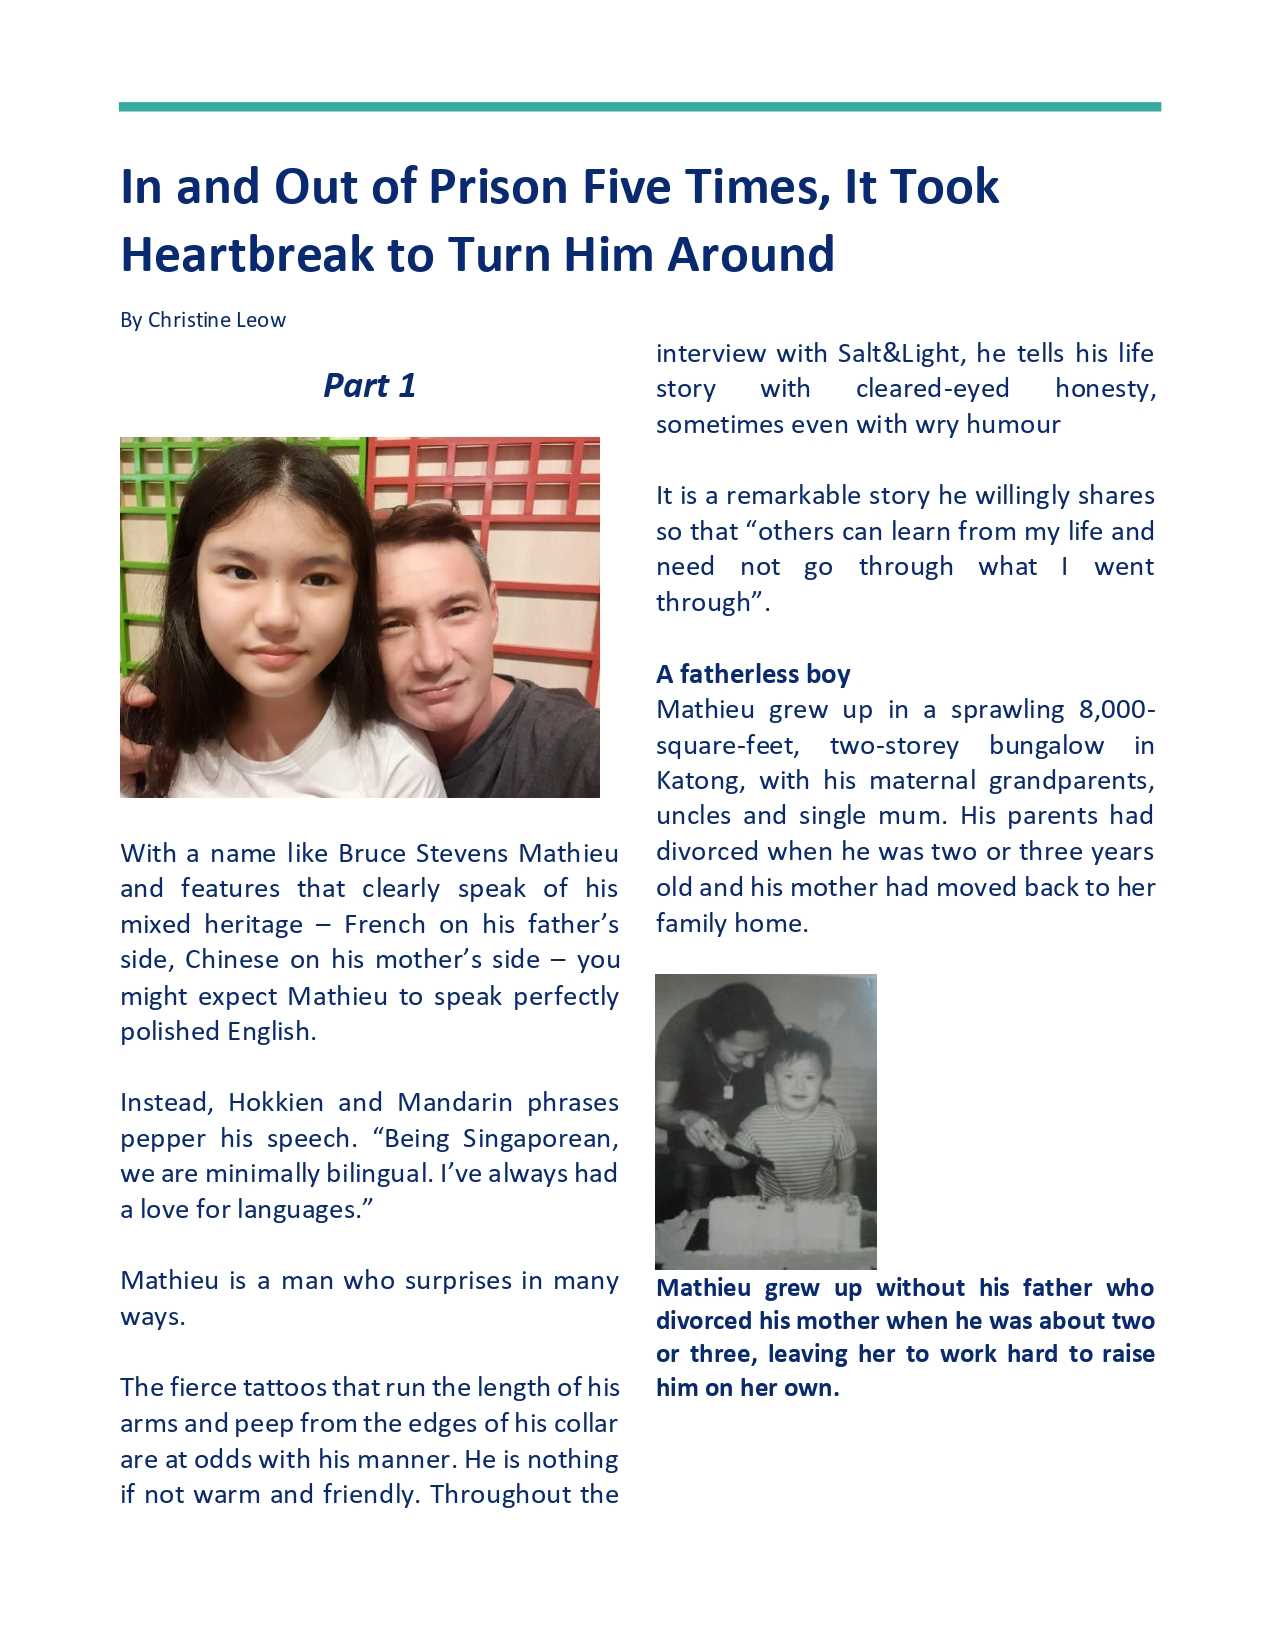 In and Out of Prison Five Times, It Took
Heartbreak to Turn Him Around
By Christine Leow
Part 1
With a name like Bruce Stevens Mathieu
and features that clearly speak of his
mixed heritage – French on his father’s
side, Chinese on his mother’s side – you
might expect Mathieu to speak perfectly
polished English.
Instead, Hokkien and Mandarin phrases
pepper his speech. “Being Singaporean,
we are minimally bilingual. I’ve always had
a love for languages.”
Mathieu is a man who surprises in many
ways.
The fierce tattoos that run the length of his
arms and peep from the edges of his collar
are at odds with his manner. He is nothing
if not warm and friendly. Throughout the
interview with Salt&Light, he tells his life
story with cleared-eyed honesty,
sometimes even with wry humour
It is a remarkable story he willingly shares
so that “others can learn from my life and
need not go through what I went
through”.
A fatherless boy
Mathieu grew up in a sprawling 8,000-
square-feet, two-storey bungalow in
Katong, with his maternal grandparents,
uncles and single mum. His parents had
divorced when he was two or three years
old and his mother had moved back to her
family home.
Mathieu grew up without his father who
divorced his mother when he was about two
or three, leaving her to work hard to raise
him on her own.